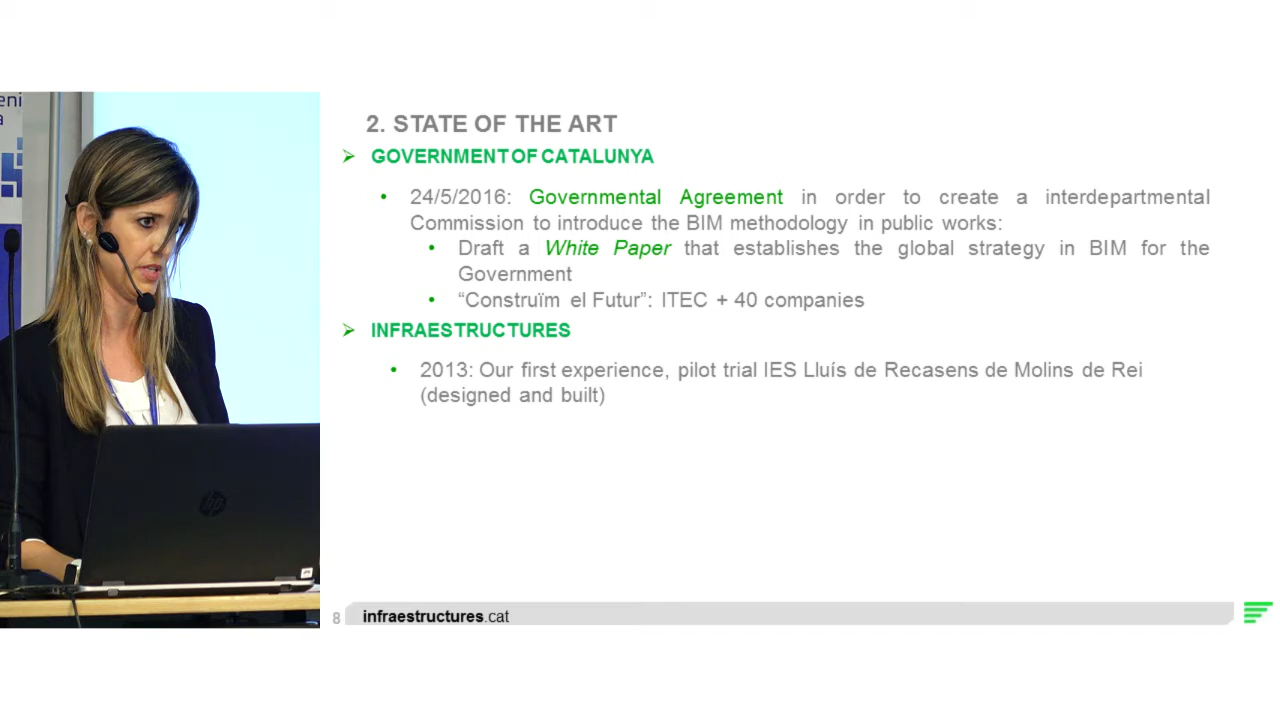 eni
a
2. STATE OF THE ART
GOVERNMENT OF CATALUNYA
24/5/2016: Governmental Agreement in order to create a interdepartmental
Commission to introduce the BIM methodology in public works:
Draft a White Paper that establishes the global strategy in BIM for the
Government
“Construïm el Futur”: ITEC + 40 companies
INFRAESTRUCTURES
2013: Our first experience, pilot trial IES Lluís de Recasens de Molins de Rei
(designed and built)
hp
8 infraestructures.cat